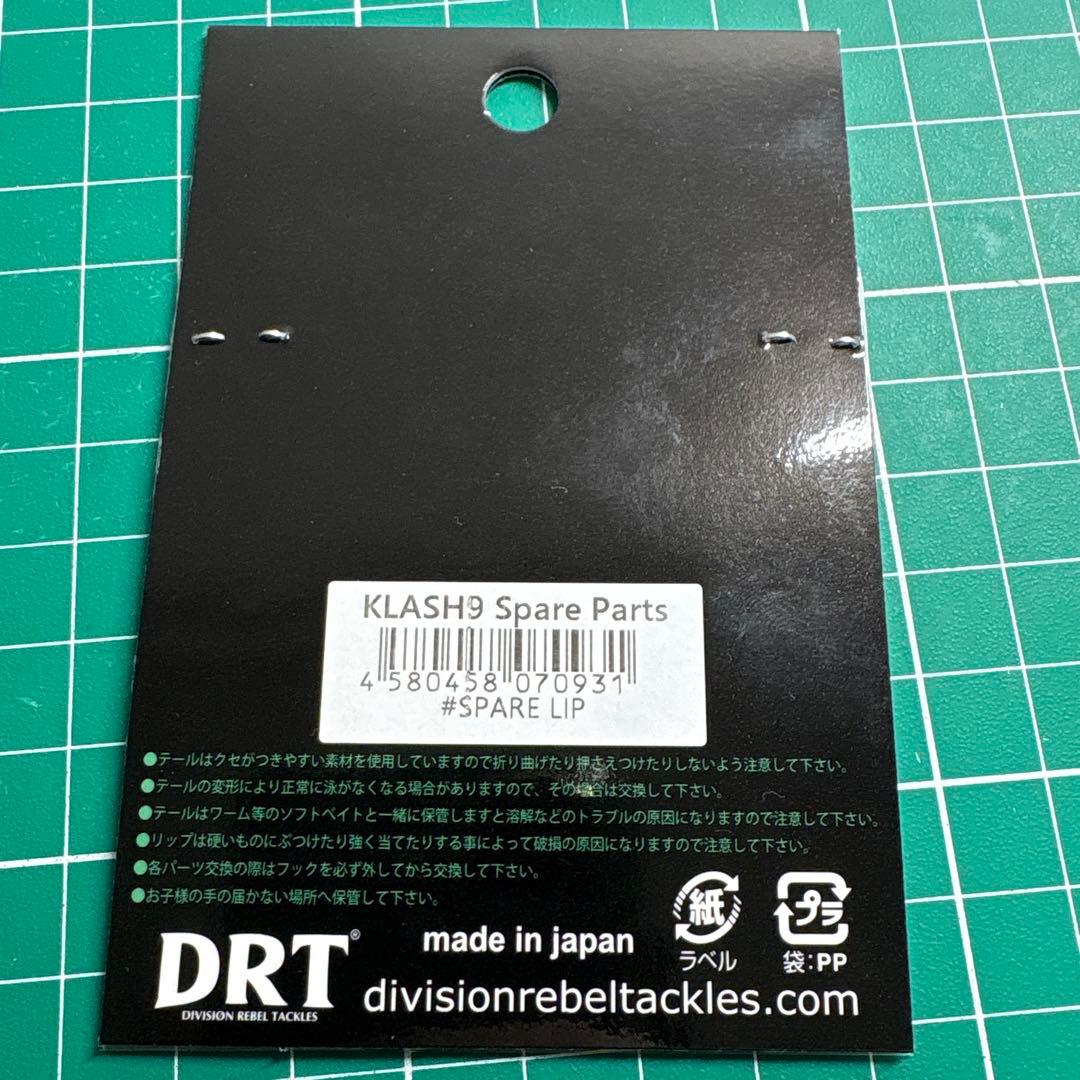 KLASH9 Spare Parts
4 580458 070931
#SPARE LIP
●テールはクセがつきやすい素材を使用していますので折り曲げたり押さえつけたりしないよう注意して下さい。
●テールの変形により正常に泳がなくなる場合がありますので、その場合は交換して下さい。
●テールはワーム等のソフトベイトと一緒に保管しますと溶解などのトラブルの原因になりますので注意して下さい。
●リップは硬いものにぶつけたり強く当てたりする事によって破損の原因になりますので注意して下さい。
●各パーツ交換の際はフックを必ず外してから交換して下さい。
●お子様の手の届かない場所へ保管して下さい。
紙
ラベル
プラ
袋:PP
DRT®
DIVISION REBEL TACKLES
made in japan
divisionrebeltackles.com